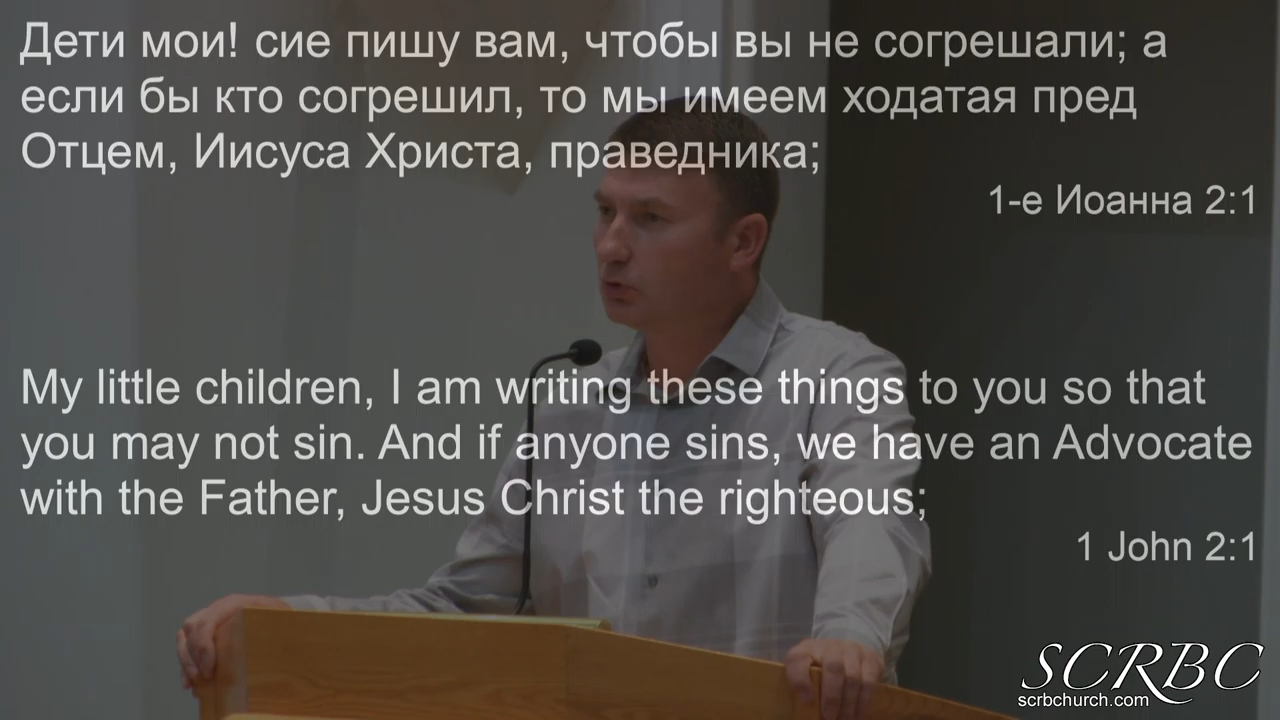 Дети мои! сие пишу вам, чтобы вы не согрешали; а
если бы кто согрешил, то мы имеем ходатая пред
Отцем, Иисуса Христа, праведника;
1-е Иоанна 2:1
My little children, I am writing these things to you so that
you may not sin. And if anyone sins, we have an Advocate
with the Father, Jesus Christ the righteous;
1 John 2:1
SCRBC
scrbchurch.com